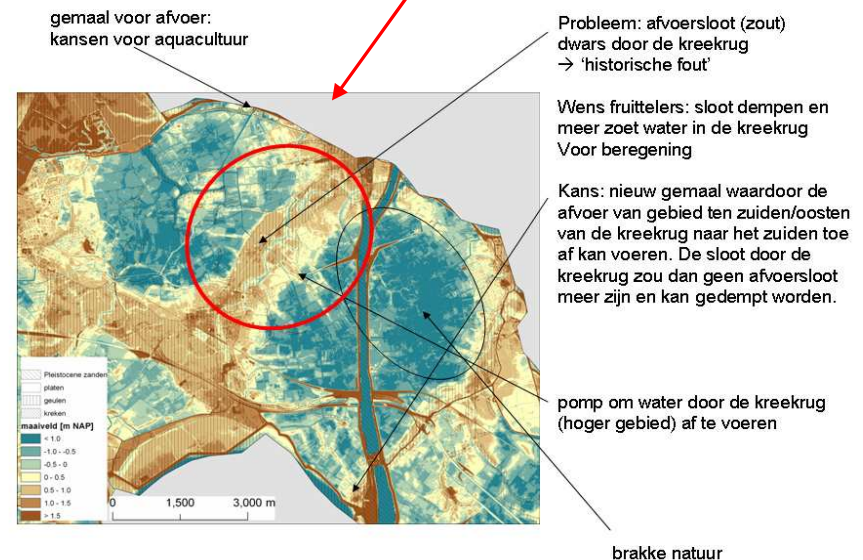 gemaal voor afvoer:
kansen voor aquacultuur
Probleem: afvoersloot (zout)
dwars door de kreekrug
→ 'historische fout'
Wens fruittelers: sloot dempen en
meer zoet water in de kreekrug
Voor beregening
Kans: nieuw gemaal waardoor de
afvoer van gebied ten zuiden/oosten
van de kreekrug naar het zuiden toe
af kan voeren. De sloot door de
kreekrug zou dan geen afvoersloot
meer zijn en kan gedempt worden.
pomp om water door de kreekrug
(hoger gebied) af te voeren
brakke natuur
Pleistocene zanden
platen
geulen
kreken
maaiveld [m NAP]
< 1.0
-1.0 - -0.5
-0.5 - 0
0 - 0.5
0.5 - 1.0
1.0 - 1.5
> 1.5
0 1,500 3,000 m